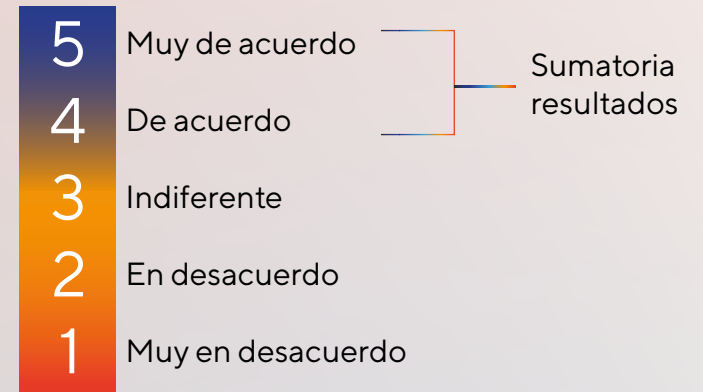 5 Muy de acuerdo
4 De acuerdo
3 Indiferente
2 En desacuerdo
1 Muy en desacuerdo
Sumatoria
resultados